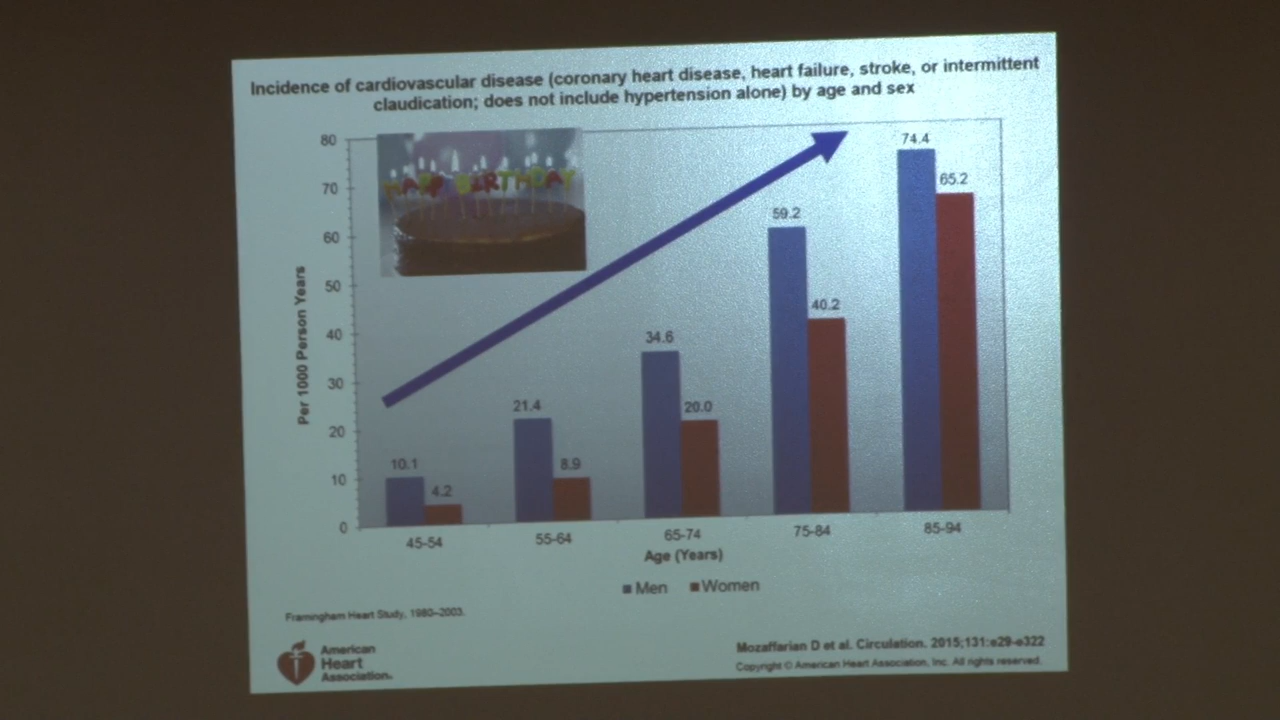 Incidence of cardiovascular disease (coronary heart disease, heart failure, stroke, or intermittent
claudication; does not include hypertension alone) by age and sex
80
70
60
50
40
30
20
10
0
Per 1000 Person Years
HAPPY BIRTHDAY
10.1
4.2
21.4
8.9
34.6
20.0
59.2
40.2
74.4
65.2
45-54
55-64
65-74
75-84
85-94
Age (Years)
Men
Women
Framingham Heart Study, 1980–2003.
American
Heart
Association.
Mozaffarian D et al. Circulation. 2015;131:e29-e322
Copyright © American Heart Association, Inc. All rights reserved.